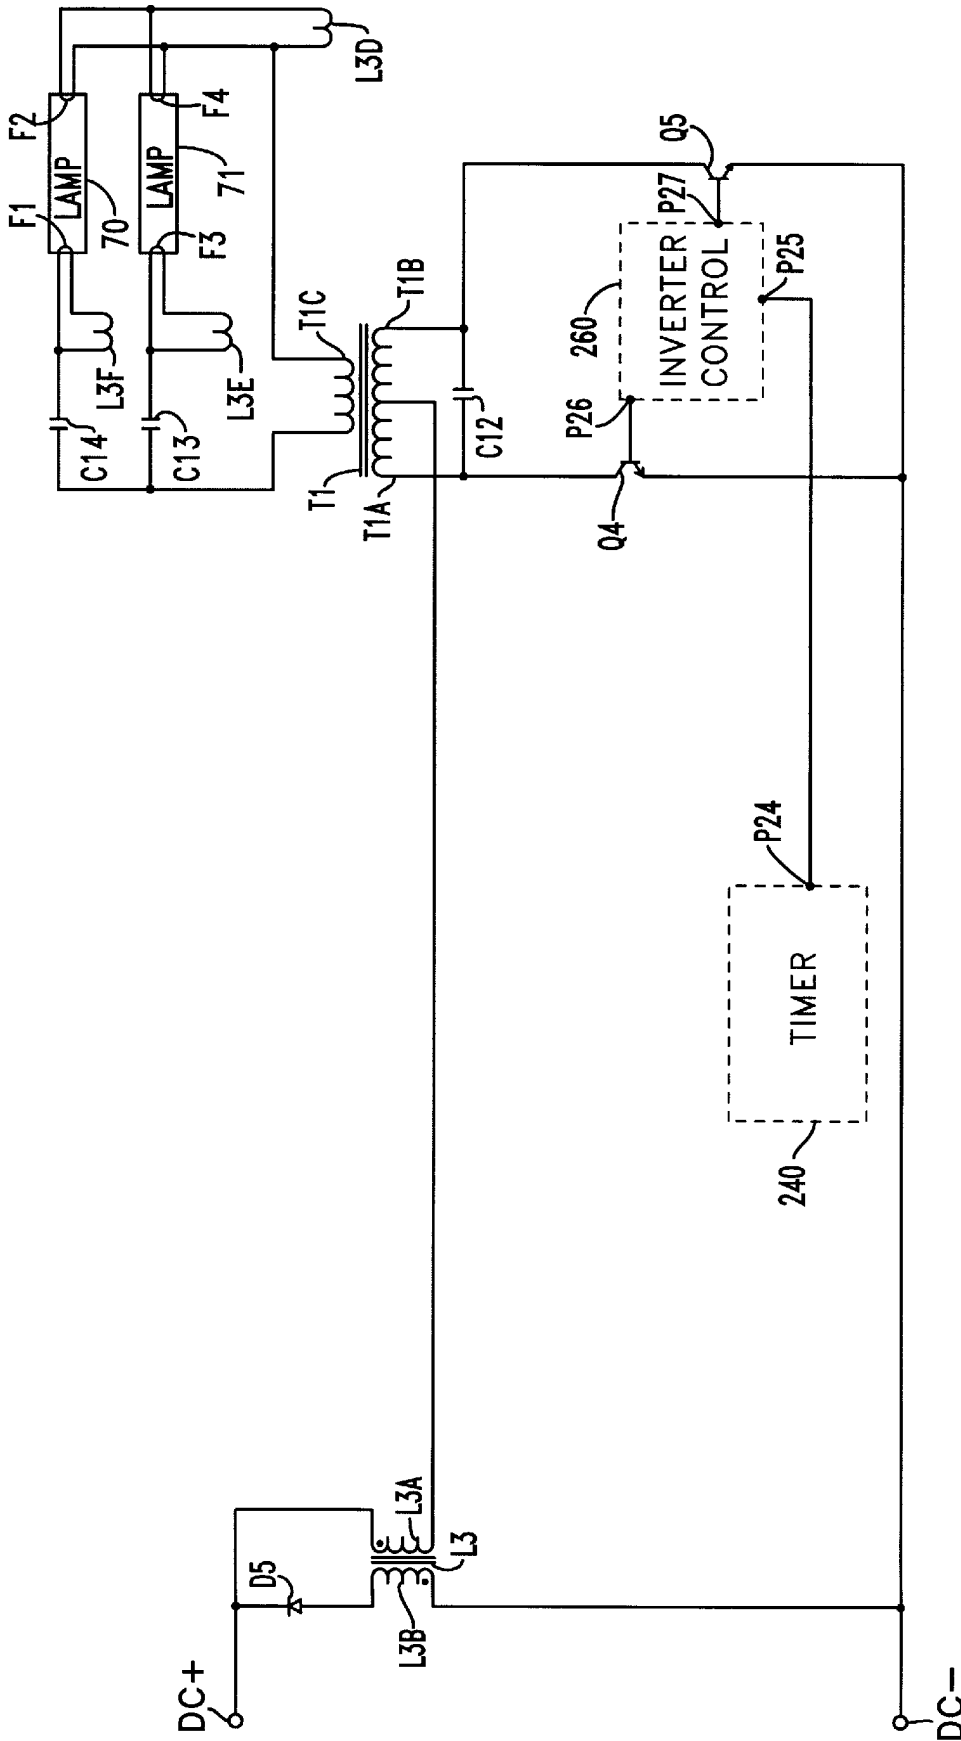 DC+
DC−
D5
L3B
L3A
L3
240
TIMER
P24
T1
T1A
T1B
T1C
C12
Q4
P26
260
INVERTER
CONTROL
P27
Q5
P25
C14
C13
L3F
L3E
F1
F2
LAMP
70
F3
F4
LAMP
71
L3D